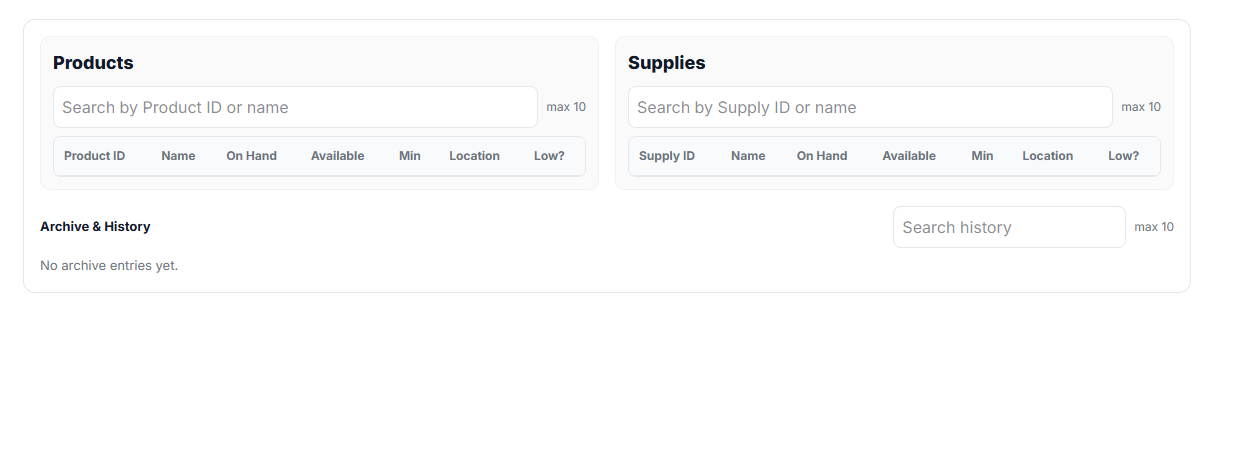 Products
Search by Product ID or name max 10
Product ID Name On Hand Available Min Location Low?
Supplies
Search by Supply ID or name max 10
Supply ID Name On Hand Available Min Location Low?
Archive & History Search history max 10
No archive entries yet.